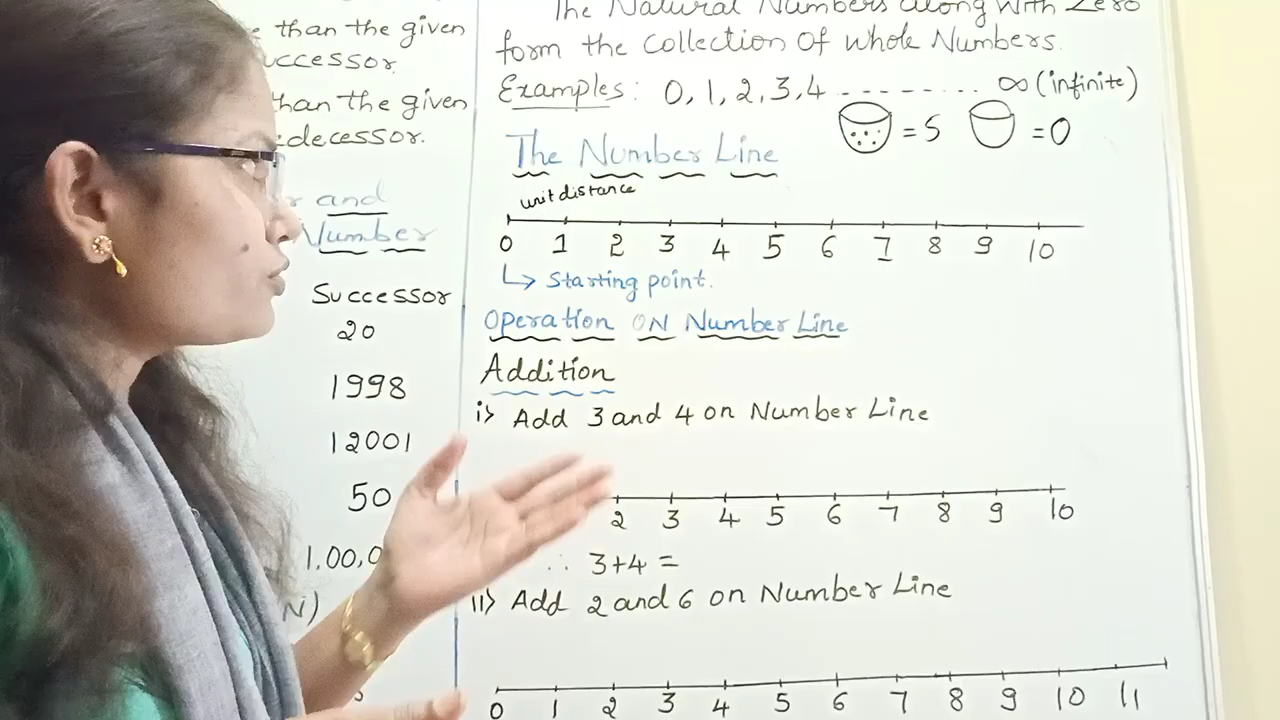 than the given
uccessor.
than the given
decessor.
and
Number
Successor
20
1998
12001
50
1,00,0
N)
The Natural Numbers along with Zero
form the collection of whole Numbers.
Examples: 0, 1, 2, 3, 4 - - - - - - - . ∞ (infinite)
= 5 = 0
The Number Line
unit distance
0 1 2 3 4 5 6 7 8 9 10
↳ Starting point.
Operation ON Number Line
Addition
i> Add 3 and 4 on Number Line
2 3 4 5 6 7 8 9 10
∴ 3+4 =
ii> Add 2 and 6 on Number Line
0 1 2 3 4 5 6 7 8 9 10 11